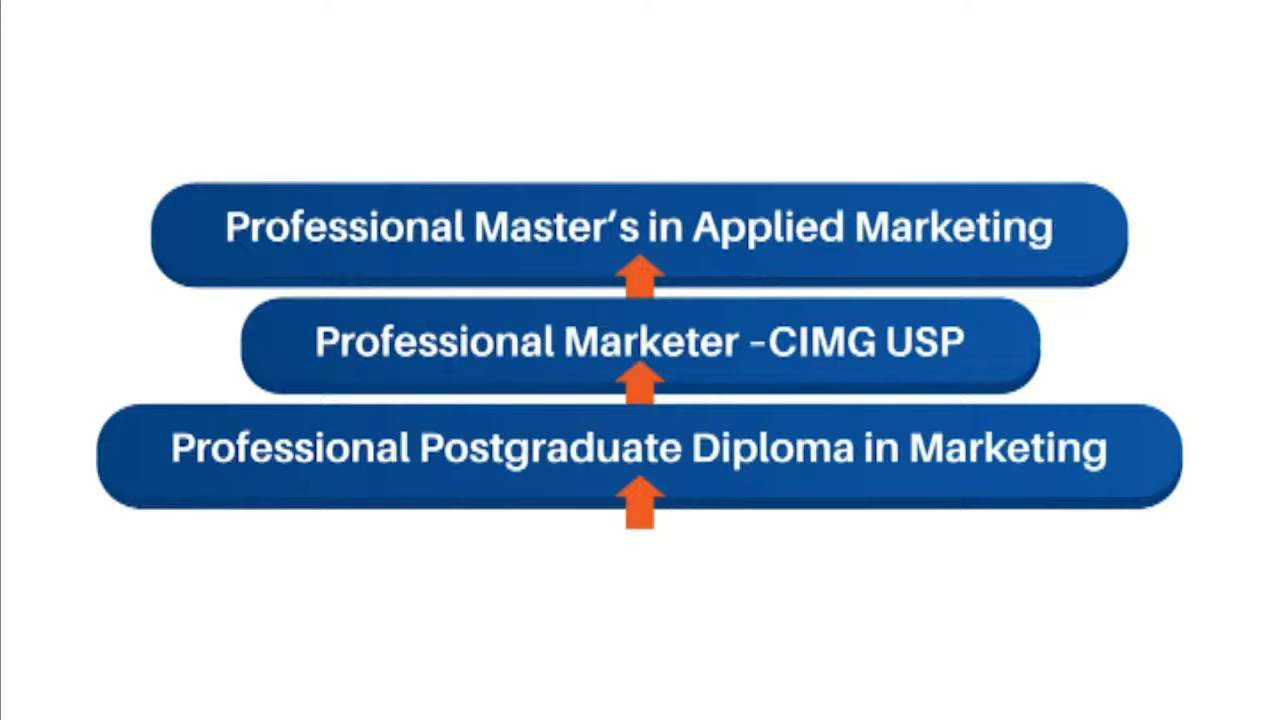 Professional Master’s in Applied Marketing
Professional Marketer –CIMG USP
Professional Postgraduate Diploma in Marketing